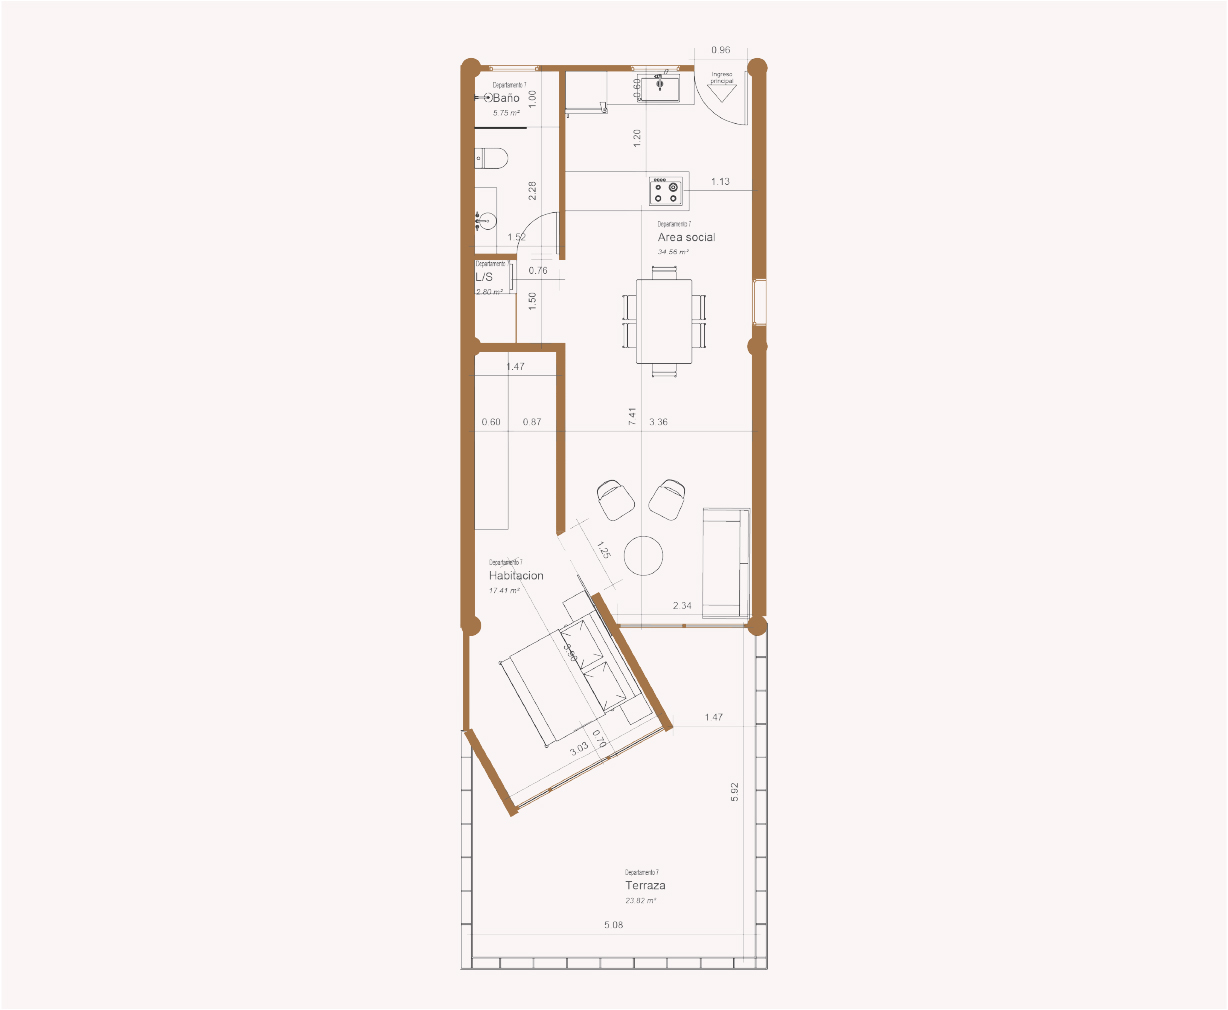 0.96
Ingreso
principal
Departamento 7
Baño
5.75 m²
1.00
0.60
1.20
2.28
1.13
Departamento 7
Area social
34.56 m²
1.52
Departamento 7
L/S
2.80 m²
0.76
1.50
1.47
0.60
0.87
7.41
3.36
1.25
Departamento 7
Habitacion
17.41 m²
2.34
3.90
1.47
3.03
0.70
5.92
Departamento 7
Terraza
23.82 m²
5.08